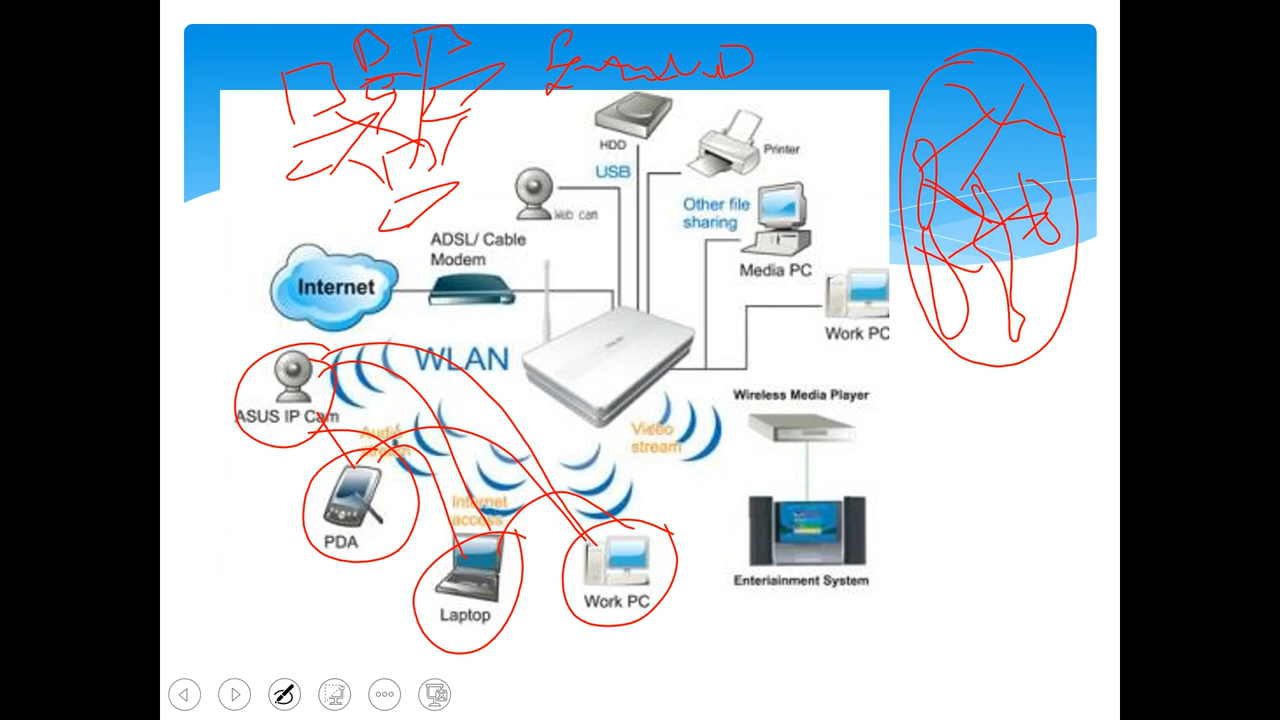 HDD
Printer
USB
Web cam
Other file
sharing
ADSL/ Cable
Modem
Media PC
Internet
Work PC
WLAN
ASUS IP Cam
Wireless Media Player
Audio
stream
Video
stream
Internet
access
PDA
Laptop
Work PC
Enteriainment System